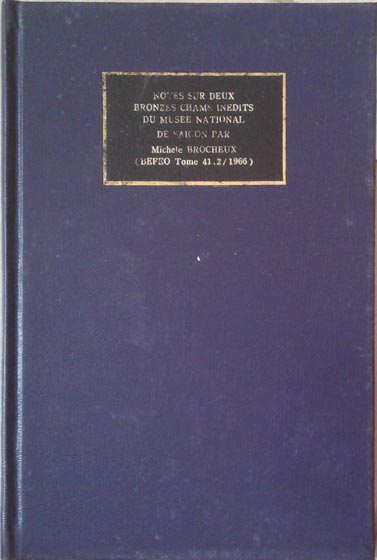 NOTES SUR DEUX
BRONZES CHAMS INEDITS
DU MUSEE NATIONAL
DE SAIGON PAR
Michele BROCHEUX
( BEFEO Tome 41.2/1966 )